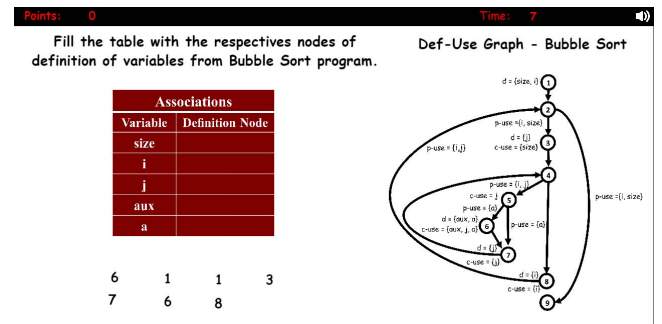 Points: 0 Time: 7
Fill the table with the respectives nodes of
definition of variables from Bubble Sort program.
Associations
Variable Definition Node
size
i
j
aux
a
6 1 1 3
7 6 8
Def-Use Graph - Bubble Sort
d = {size, i} 1
2
p-use ={i, size}
d = {j}
c-use = {size} 3
p-use = {i,j}
4
p-use = {i, j}
c-use = j 5
p-use = {a}
p-use ={i, size}
d = {aux, a}
c-use = {aux, j, a} 6
p-use = {a}
d = {j}
c-use = {j} 7
d = {i}
c-use = {i} 8
9